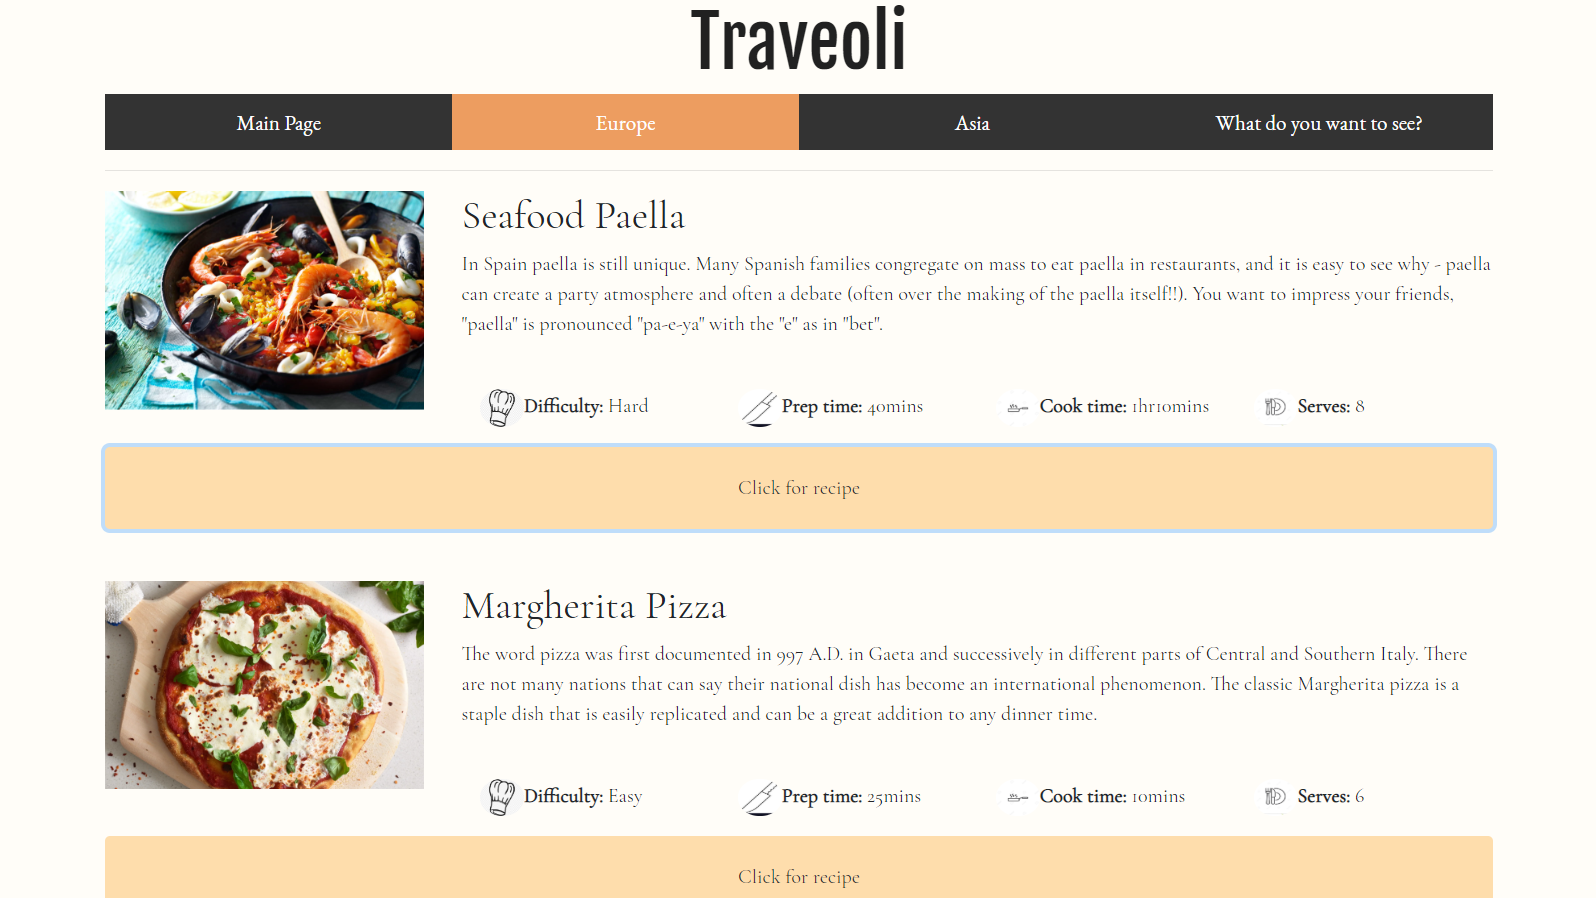 Traveoli
Main Page
Europe
Asia
What do you want to see?
Seafood Paella
In Spain paella is still unique. Many Spanish families congregate on mass to eat paella in restaurants, and it is easy to see why - paella
can create a party atmosphere and often a debate (often over the making of the paella itself!!). You want to impress your friends,
"paella" is pronounced "pa-e-ya" with the "e" as in "bet".
Difficulty: Hard
Prep time: 40mins
Cook time: 1hr10mins
Serves: 8
Click for recipe
Margherita Pizza
The word pizza was first documented in 997 A.D. in Gaeta and successively in different parts of Central and Southern Italy. There
are not many nations that can say their national dish has become an international phenomenon. The classic Margherita pizza is a
staple dish that is easily replicated and can be a great addition to any dinner time.
Difficulty: Easy
Prep time: 25mins
Cook time: 10mins
Serves: 6
Click for recipe